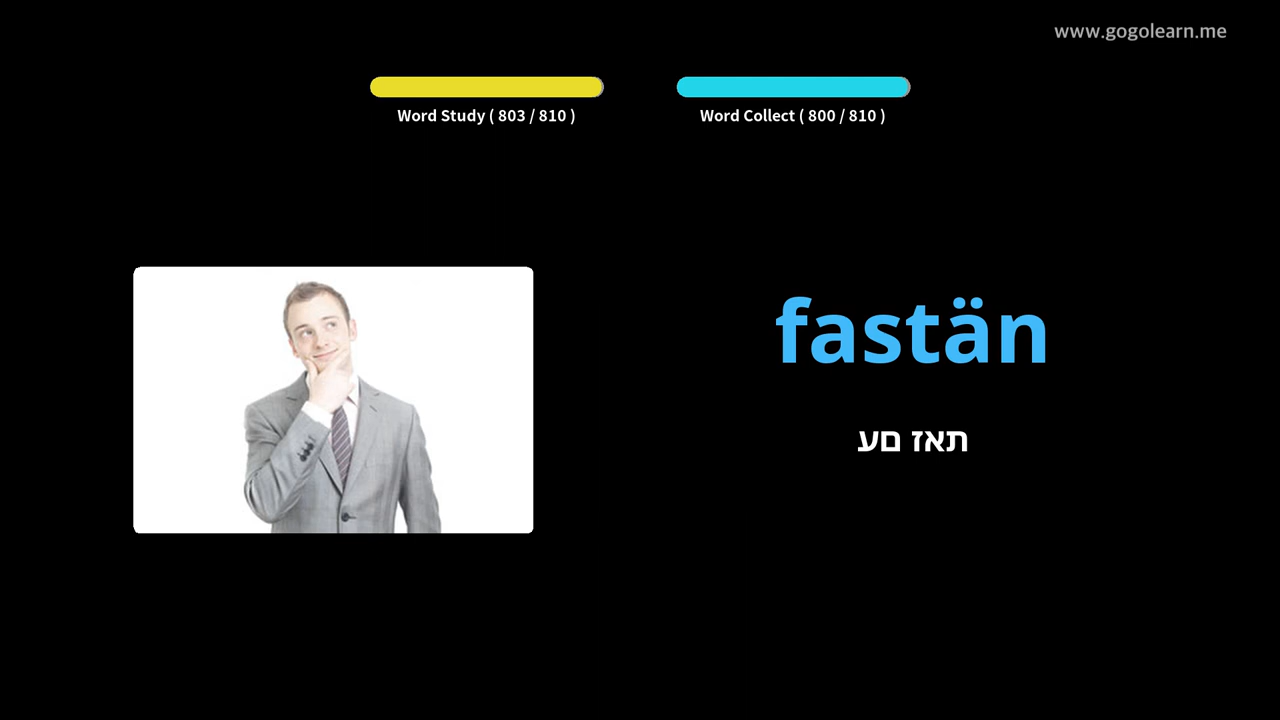 www.gogolearn.me
Word Study ( 803 / 810 )
Word Collect ( 800 / 810 )
fastän
תאז םע